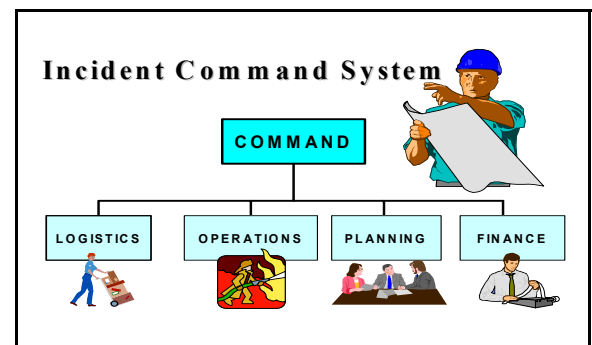 Incident Command System
COMMAND
LOGISTICS OPERATIONS PLANNING FINANCE